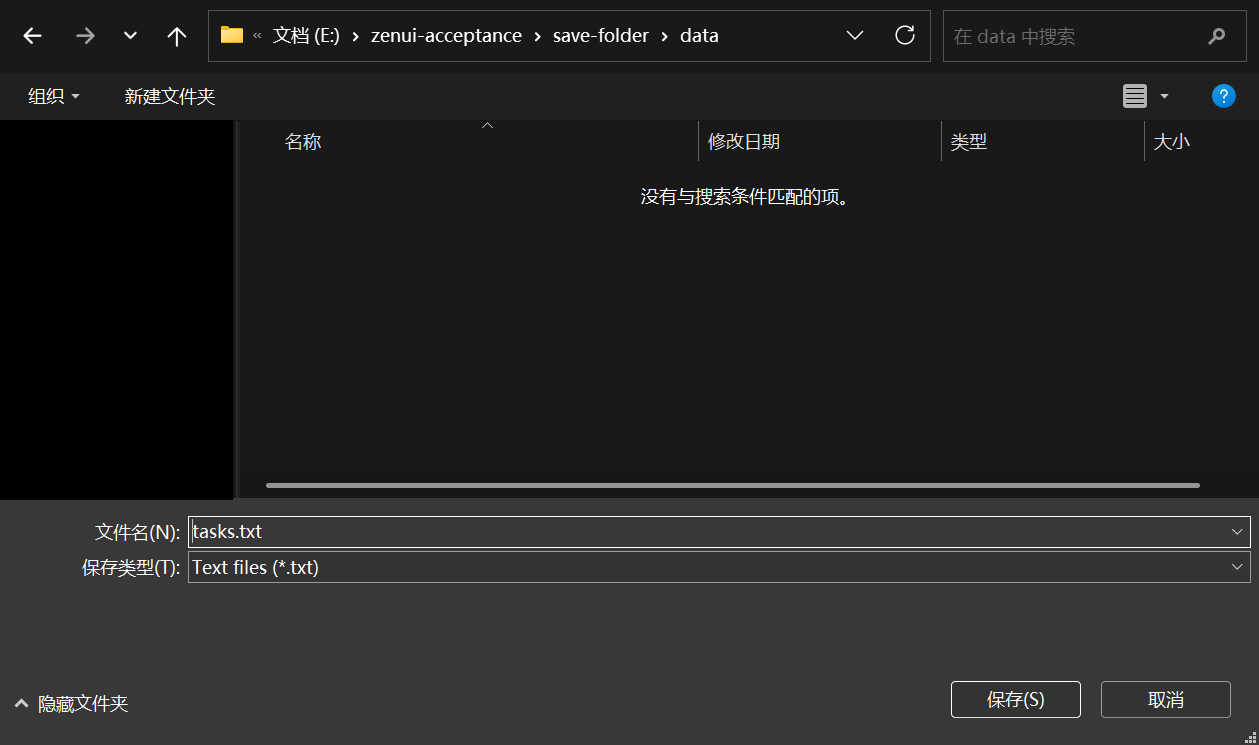 « 文档 (E:) › zenui-acceptance › save-folder › data
在 data 中搜索
组织 新建文件夹
?
名称 修改日期 类型 大小
没有与搜索条件匹配的项。
文件名(N): tasks.txt
保存类型(T): Text files (*.txt)
隐藏文件夹 保存(S) 取消